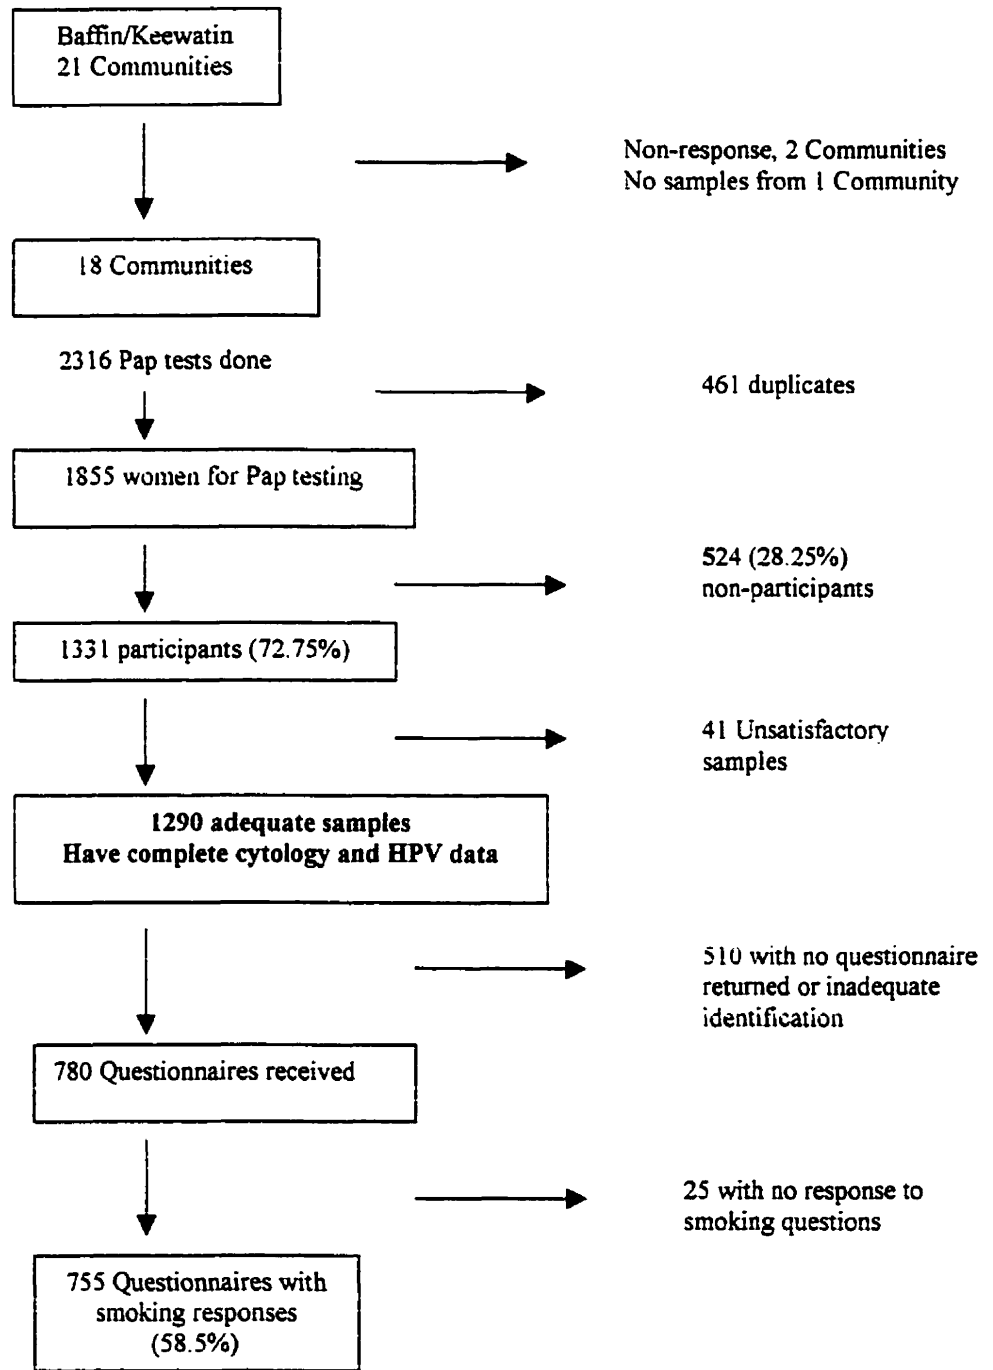 Baffin/Keewatin
21 Communities
Non-response, 2 Communities
No samples from 1 Community
18 Communities
2316 Pap tests done
461 duplicates
1855 women for Pap testing
524 (28.25%)
non-participants
1331 participants (72.75%)
41 Unsatisfactory
samples
1290 adequate samples
Have complete cytology and HPV data
510 with no questionnaire
returned or inadequate
identification
780 Questionnaires received
25 with no response to
smoking questions
755 Questionnaires with
smoking responses
(58.5%)